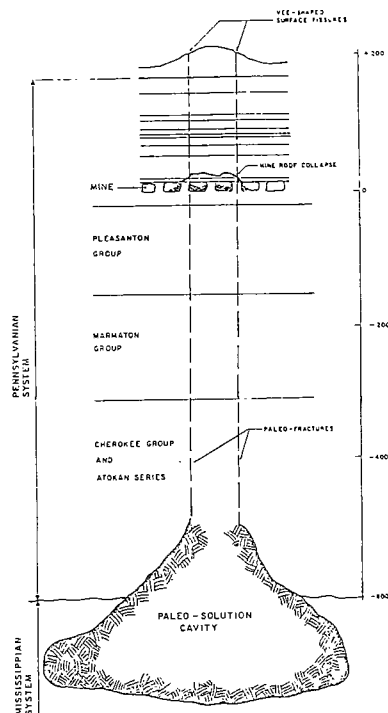 VEE-SHAPED
SURFACE FISSURES
+200
MINE ROOF COLLAPSE
MINE
0
PLEASANTON
GROUP
-200
MARMATON
GROUP
PENNSYLVANIAN
SYSTEM
CHEROKEE GROUP
AND
ATOKAN SERIES
PALEO-FRACTURES
-400
-600
PALEO-SOLUTION
CAVITY
MISSISSIPPIAN
SYSTEM